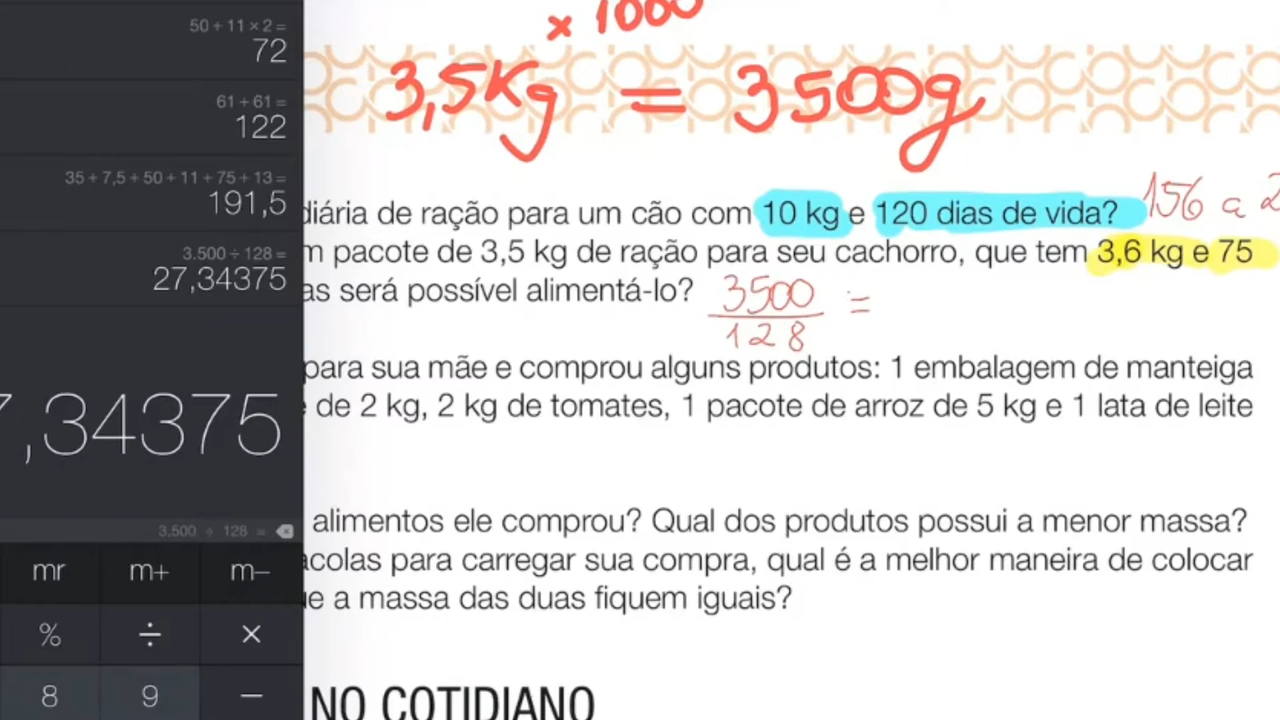 50 + 11 × 2 =
72
61 + 61 =
122
35 + 7,5 + 50 + 11 + 75 + 13 =
191,5
3.500 ÷ 128 =
27,34375
7,34375
3.500 ÷ 128 =
mr m+ m−
% ÷ ×
8 9 −
× 1000
3,5Kg = 3500g
diária de ração para um cão com 10 kg e 120 dias de vida? 156 a 2
m pacote de 3,5 kg de ração para seu cachorro, que tem 3,6 kg e 75
as será possível alimentá-lo? 3500 =
128
para sua mãe e comprou alguns produtos: 1 embalagem de manteiga
e de 2 kg, 2 kg de tomates, 1 pacote de arroz de 5 kg e 1 lata de leite
alimentos ele comprou? Qual dos produtos possui a menor massa?
acolas para carregar sua compra, qual é a melhor maneira de colocar
ue a massa das duas fiquem iguais?
NO COTIDIANO